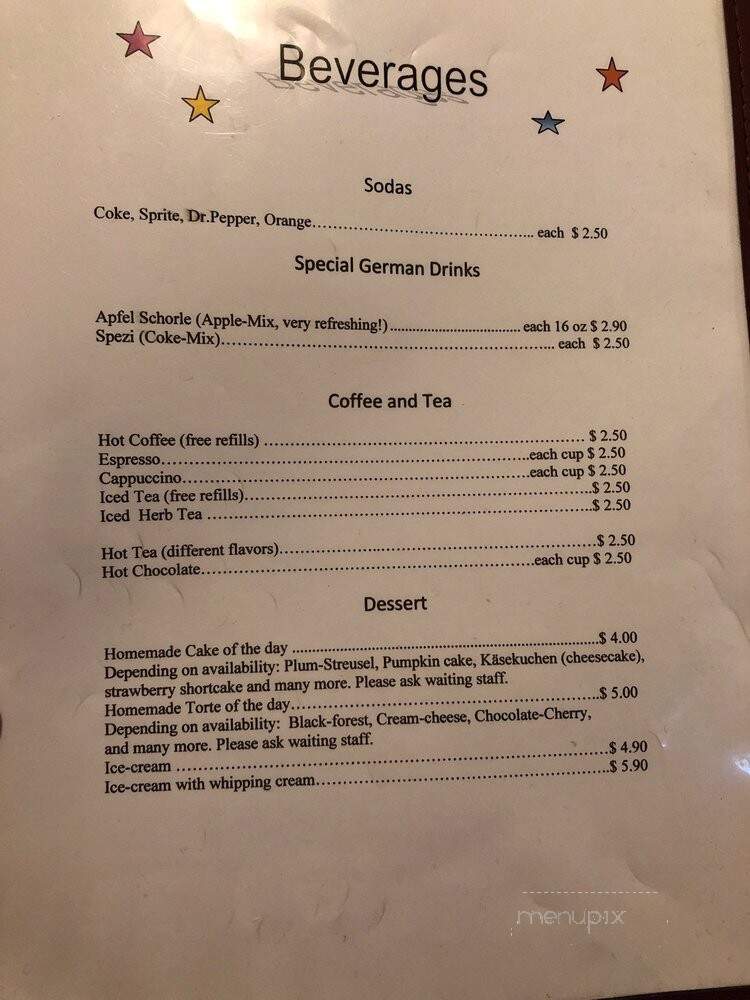 Beverages
Sodas
Coke, Sprite, Dr.Pepper, Orange.......................................... each $ 2.50
Special German Drinks
Apfel Schorle (Apple-Mix, very refreshing!).................................. each 16 oz $ 2.90
Spezi (Coke-Mix)................................................................ each $ 2.50
Coffee and Tea
Hot Coffee (free refills) ............................................................. $ 2.50
Espresso......................................................................each cup $ 2.50
Cappuccino..................................................................each cup $ 2.50
Iced Tea (free refills)..................................................................$ 2.50
Iced Herb Tea .........................................................................$ 2.50
Hot Tea (different flavors)............................................................$ 2.50
Hot Chocolate...............................................................each cup $ 2.50
Dessert
Homemade Cake of the day .................................................................$ 4.00
Depending on availability: Plum-Streusel, Pumpkin cake, Käsekuchen (cheesecake),
strawberry shortcake and many more. Please ask waiting staff.
Homemade Torte of the day...........................................................$ 5.00
Depending on availability: Black-forest, Cream-cheese, Chocolate-Cherry,
and many more. Please ask waiting staff.
Ice-cream ..................................................................................$ 4.90
Ice-cream with whipping cream........................................................$ 5.90
menupix